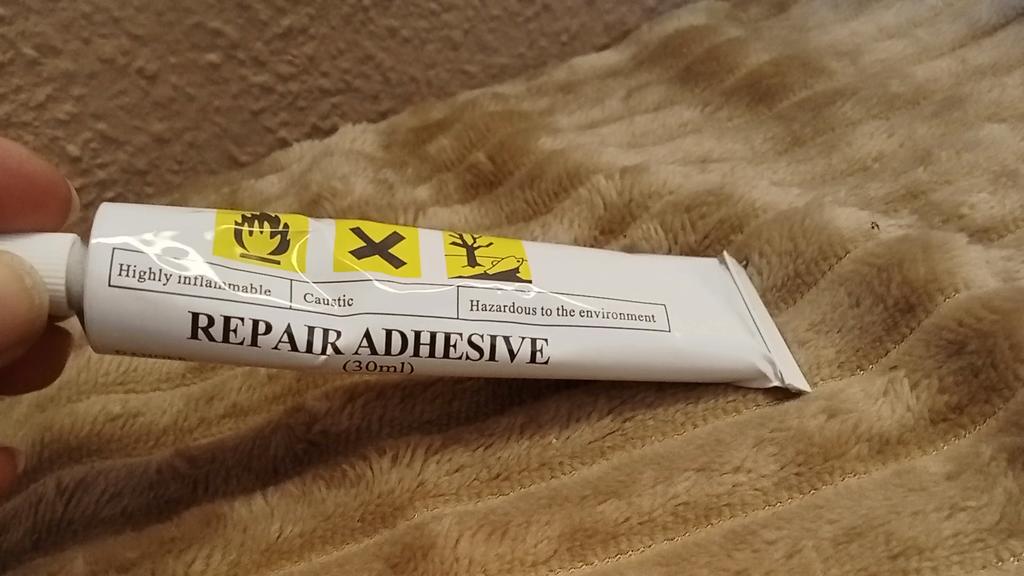 Highly inflammable
Caustic
Hazardous to the environment
REPAIR ADHESIVE
(30ml)